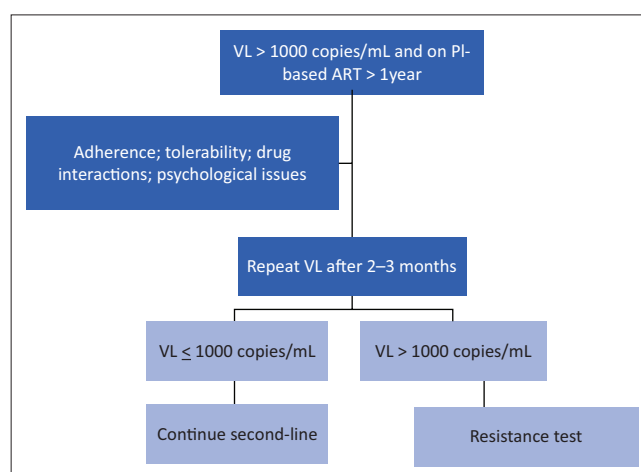 VL > 1000 copies/mL and on PI-
based ART > 1year
Adherence; tolerability; drug
interactions; psychological issues
Repeat VL after 2–3 months
VL ≤ 1000 copies/mL
VL > 1000 copies/mL
Continue second-line
Resistance test